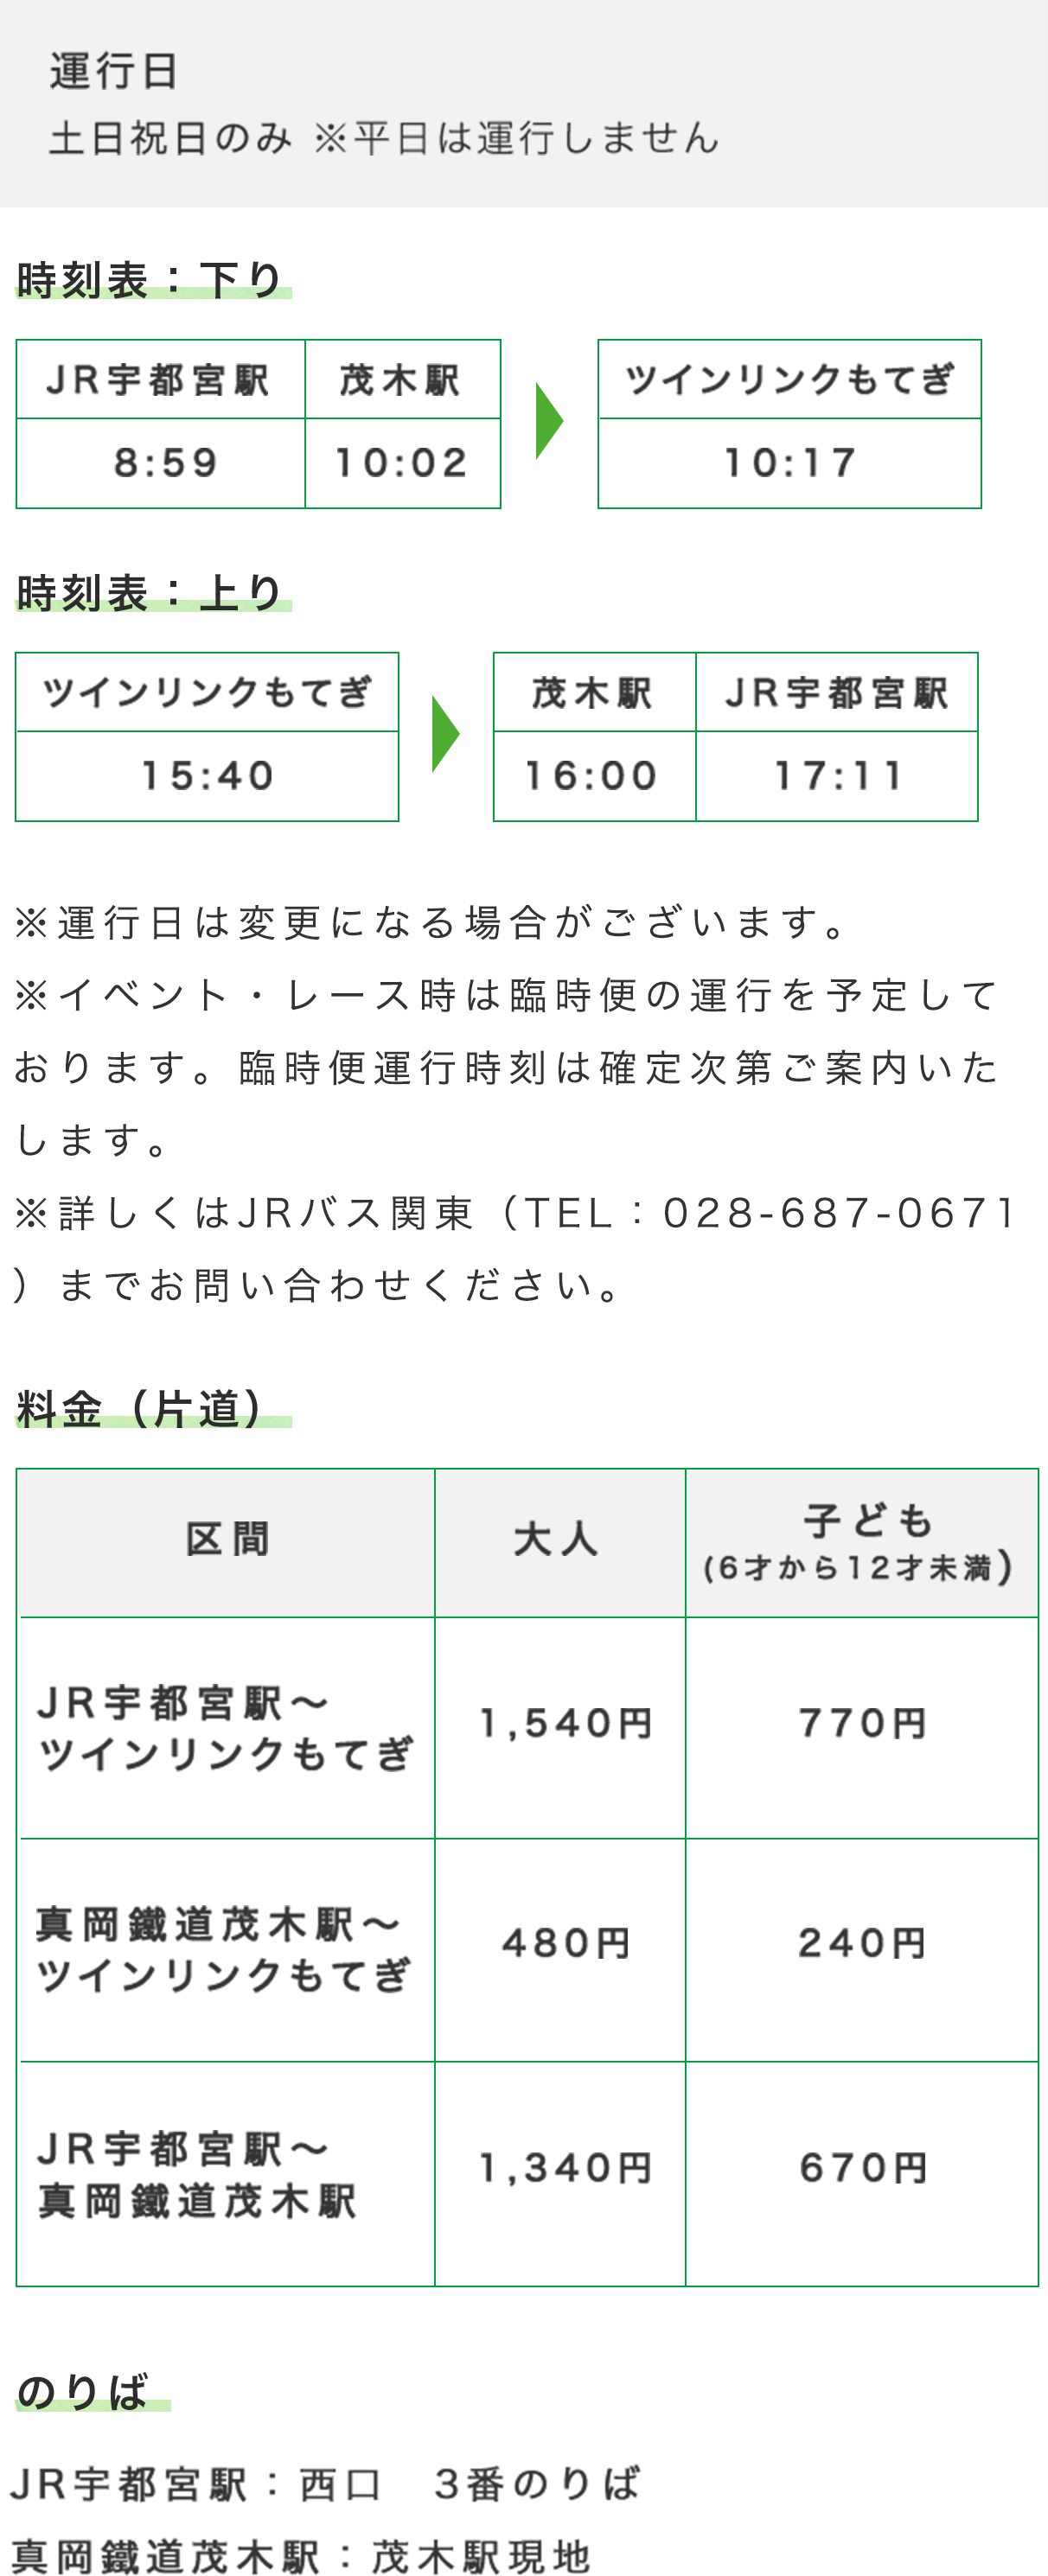 運行日
土日祝日のみ ※平日は運行しません
時刻表：下り
JR宇都宮駅 茂木駅 ツインリンクもてぎ
8:59 10:02 10:17
時刻表：上り
ツインリンクもてぎ 茂木駅 JR宇都宮駅
15:40 16:00 17:11
※運行日は変更になる場合がございます。
※イベント・レース時は臨時便の運行を予定して
おります。臨時便運行時刻は確定次第ご案内いた
します。
※詳しくはJRバス関東（TEL：028-687-0671
）までお問い合わせください。
料金（片道）
区間 大人 子ども
(6才から12才未満)
JR宇都宮駅～
ツインリンクもてぎ
1,540円 770円
真岡鐵道茂木駅～
ツインリンクもてぎ
480円 240円
JR宇都宮駅～
真岡鐵道茂木駅
1,340円 670円
のりば
JR宇都宮駅：西口　3番のりば
真岡鐵道茂木駅：茂木駅現地